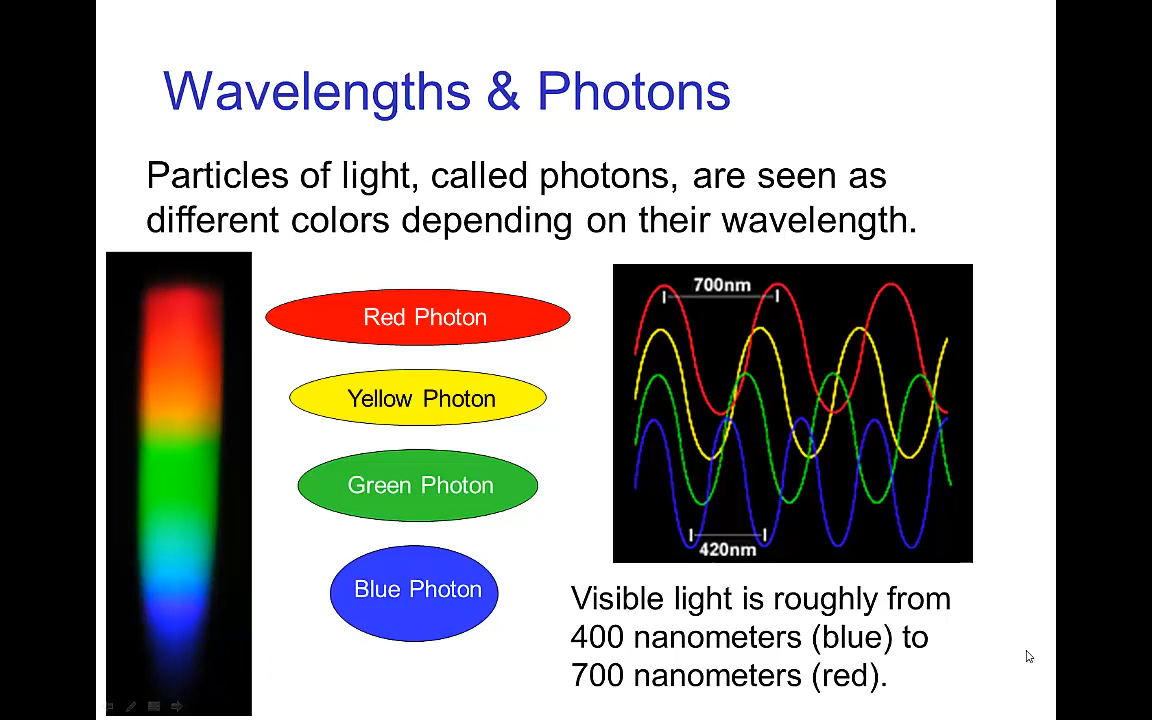 Wavelengths & Photons
Particles of light, called photons, are seen as
different colors depending on their wavelength.
Red Photon
Yellow Photon
Green Photon
Blue Photon
700nm
420nm
Visible light is roughly from
400 nanometers (blue) to
700 nanometers (red).